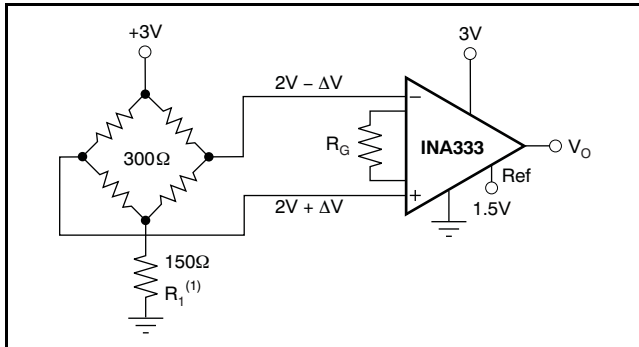 +3V
3V
2V − ΔV
300Ω
R_G
INA333
V_O
Ref
1.5V
2V + ΔV
150Ω
R_1^(1)